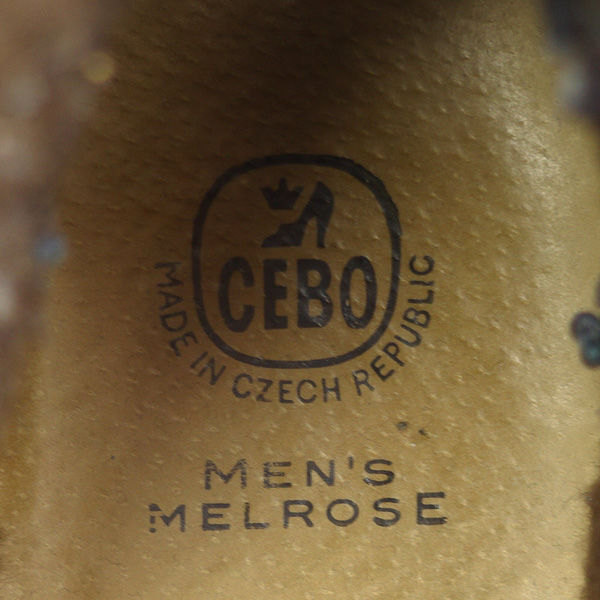 CEBO
MADE IN CZECH REPUBLIC
MEN'S
MELROSE